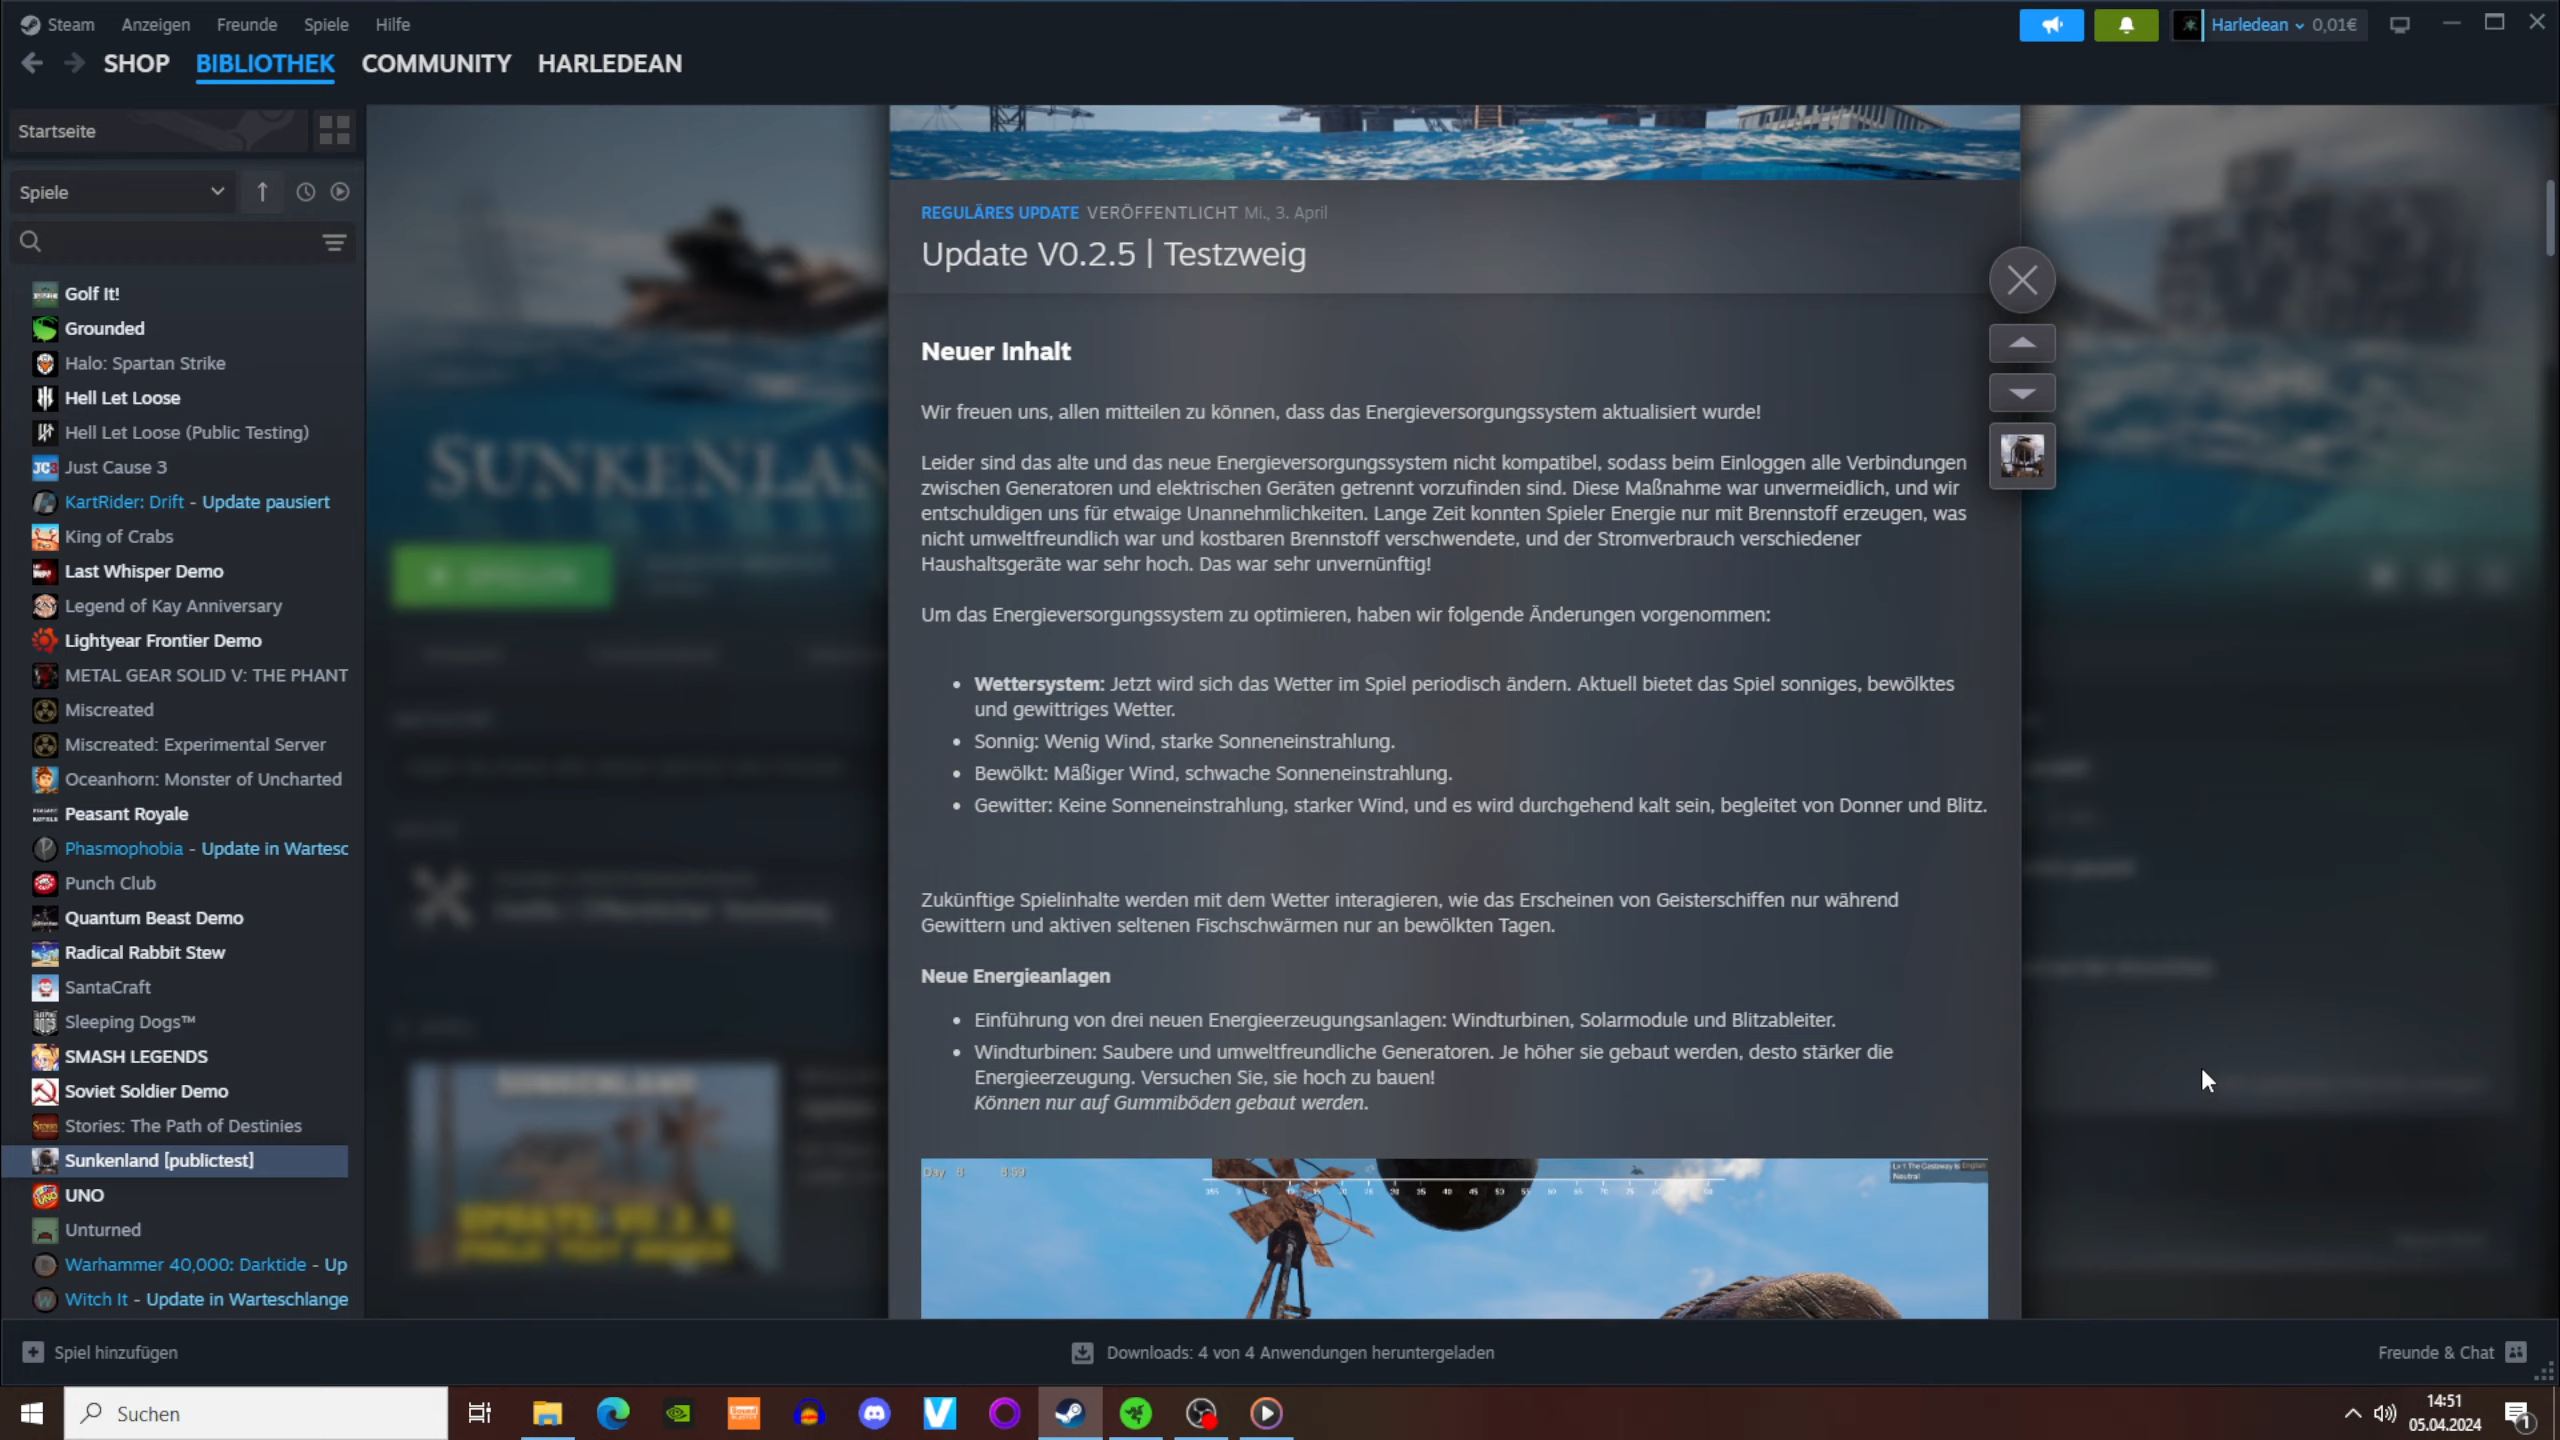 Steam Anzeigen Freunde Spiele Hilfe
Harledean 0,01€
SHOP BIBLIOTHEK COMMUNITY HARLEDEAN
Startseite
Spiele
Golf It!
Grounded
Halo: Spartan Strike
Hell Let Loose
Hell Let Loose (Public Testing)
Just Cause 3
KartRider: Drift - Update pausiert
King of Crabs
Last Whisper Demo
Legend of Kay Anniversary
Lightyear Frontier Demo
METAL GEAR SOLID V: THE PHANT
Miscreated
Miscreated: Experimental Server
Oceanhorn: Monster of Uncharted
Peasant Royale
Phasmophobia - Update in Wartesc
Punch Club
Quantum Beast Demo
Radical Rabbit Stew
SantaCraft
Sleeping Dogs™
SMASH LEGENDS
Soviet Soldier Demo
Stories: The Path of Destinies
Sunkenland [publictest]
UNO
Unturned
Warhammer 40,000: Darktide - Up
Witch It - Update in Warteschlange
SUNKENLAN
REGULÄRES UPDATE VERÖFFENTLICHT Mi., 3. April
Update V0.2.5 | Testzweig
Neuer Inhalt
Wir freuen uns, allen mitteilen zu können, dass das Energieversorgungssystem aktualisiert wurde!
Leider sind das alte und das neue Energieversorgungssystem nicht kompatibel, sodass beim Einloggen alle Verbindungen
zwischen Generatoren und elektrischen Geräten getrennt vorzufinden sind. Diese Maßnahme war unvermeidlich, und wir
entschuldigen uns für etwaige Unannehmlichkeiten. Lange Zeit konnten Spieler Energie nur mit Brennstoff erzeugen, was
nicht umweltfreundlich war und kostbaren Brennstoff verschwendete, und der Stromverbrauch verschiedener
Haushaltsgeräte war sehr hoch. Das war sehr unvernünftig!
Um das Energieversorgungssystem zu optimieren, haben wir folgende Änderungen vorgenommen:
• Wettersystem: Jetzt wird sich das Wetter im Spiel periodisch ändern. Aktuell bietet das Spiel sonniges, bewölktes
und gewittriges Wetter.
• Sonnig: Wenig Wind, starke Sonneneinstrahlung.
• Bewölkt: Mäßiger Wind, schwache Sonneneinstrahlung.
• Gewitter: Keine Sonneneinstrahlung, starker Wind, und es wird durchgehend kalt sein, begleitet von Donner und Blitz.
Zukünftige Spielinhalte werden mit dem Wetter interagieren, wie das Erscheinen von Geisterschiffen nur während
Gewittern und aktiven seltenen Fischschwärmen nur an bewölkten Tagen.
Neue Energieanlagen
• Einführung von drei neuen Energieerzeugungsanlagen: Windturbinen, Solarmodule und Blitzableiter.
• Windturbinen: Saubere und umweltfreundliche Generatoren. Je höher sie gebaut werden, desto stärker die
Energieerzeugung. Versuchen Sie, sie hoch zu bauen!
Können nur auf Gummiböden gebaut werden.
Day 8 8:59
Spiel hinzufügen
Downloads: 4 von 4 Anwendungen heruntergeladen
Freunde & Chat
Suchen
14:51
05.04.2024
1